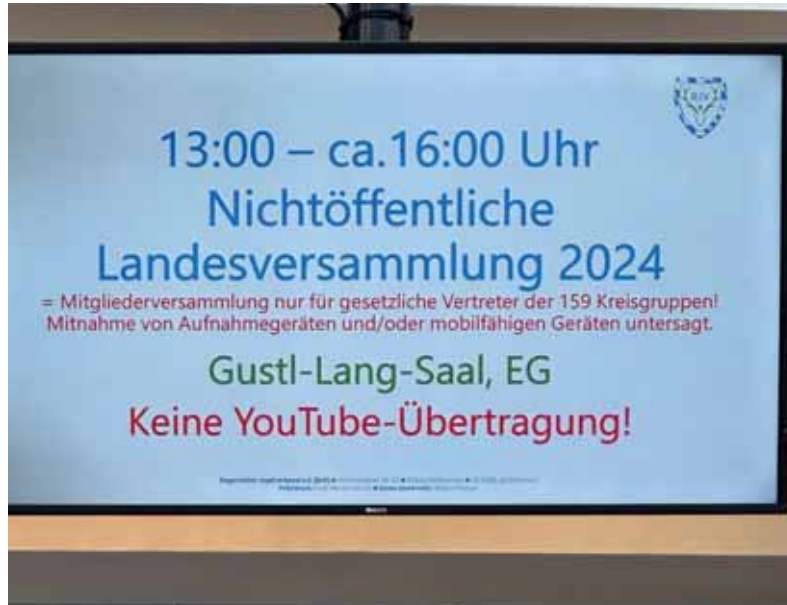 BJV
13:00 – ca.16:00 Uhr
Nichtöffentliche
Landesversammlung 2024
= Mitgliederversammlung nur für gesetzliche Vertreter der 159 Kreisgruppen!
Mitnahme von Aufnahmegeräten und/oder mobilfähigen Geräten untersagt.
Gustl-Lang-Saal, EG
Keine YouTube-Übertragung!